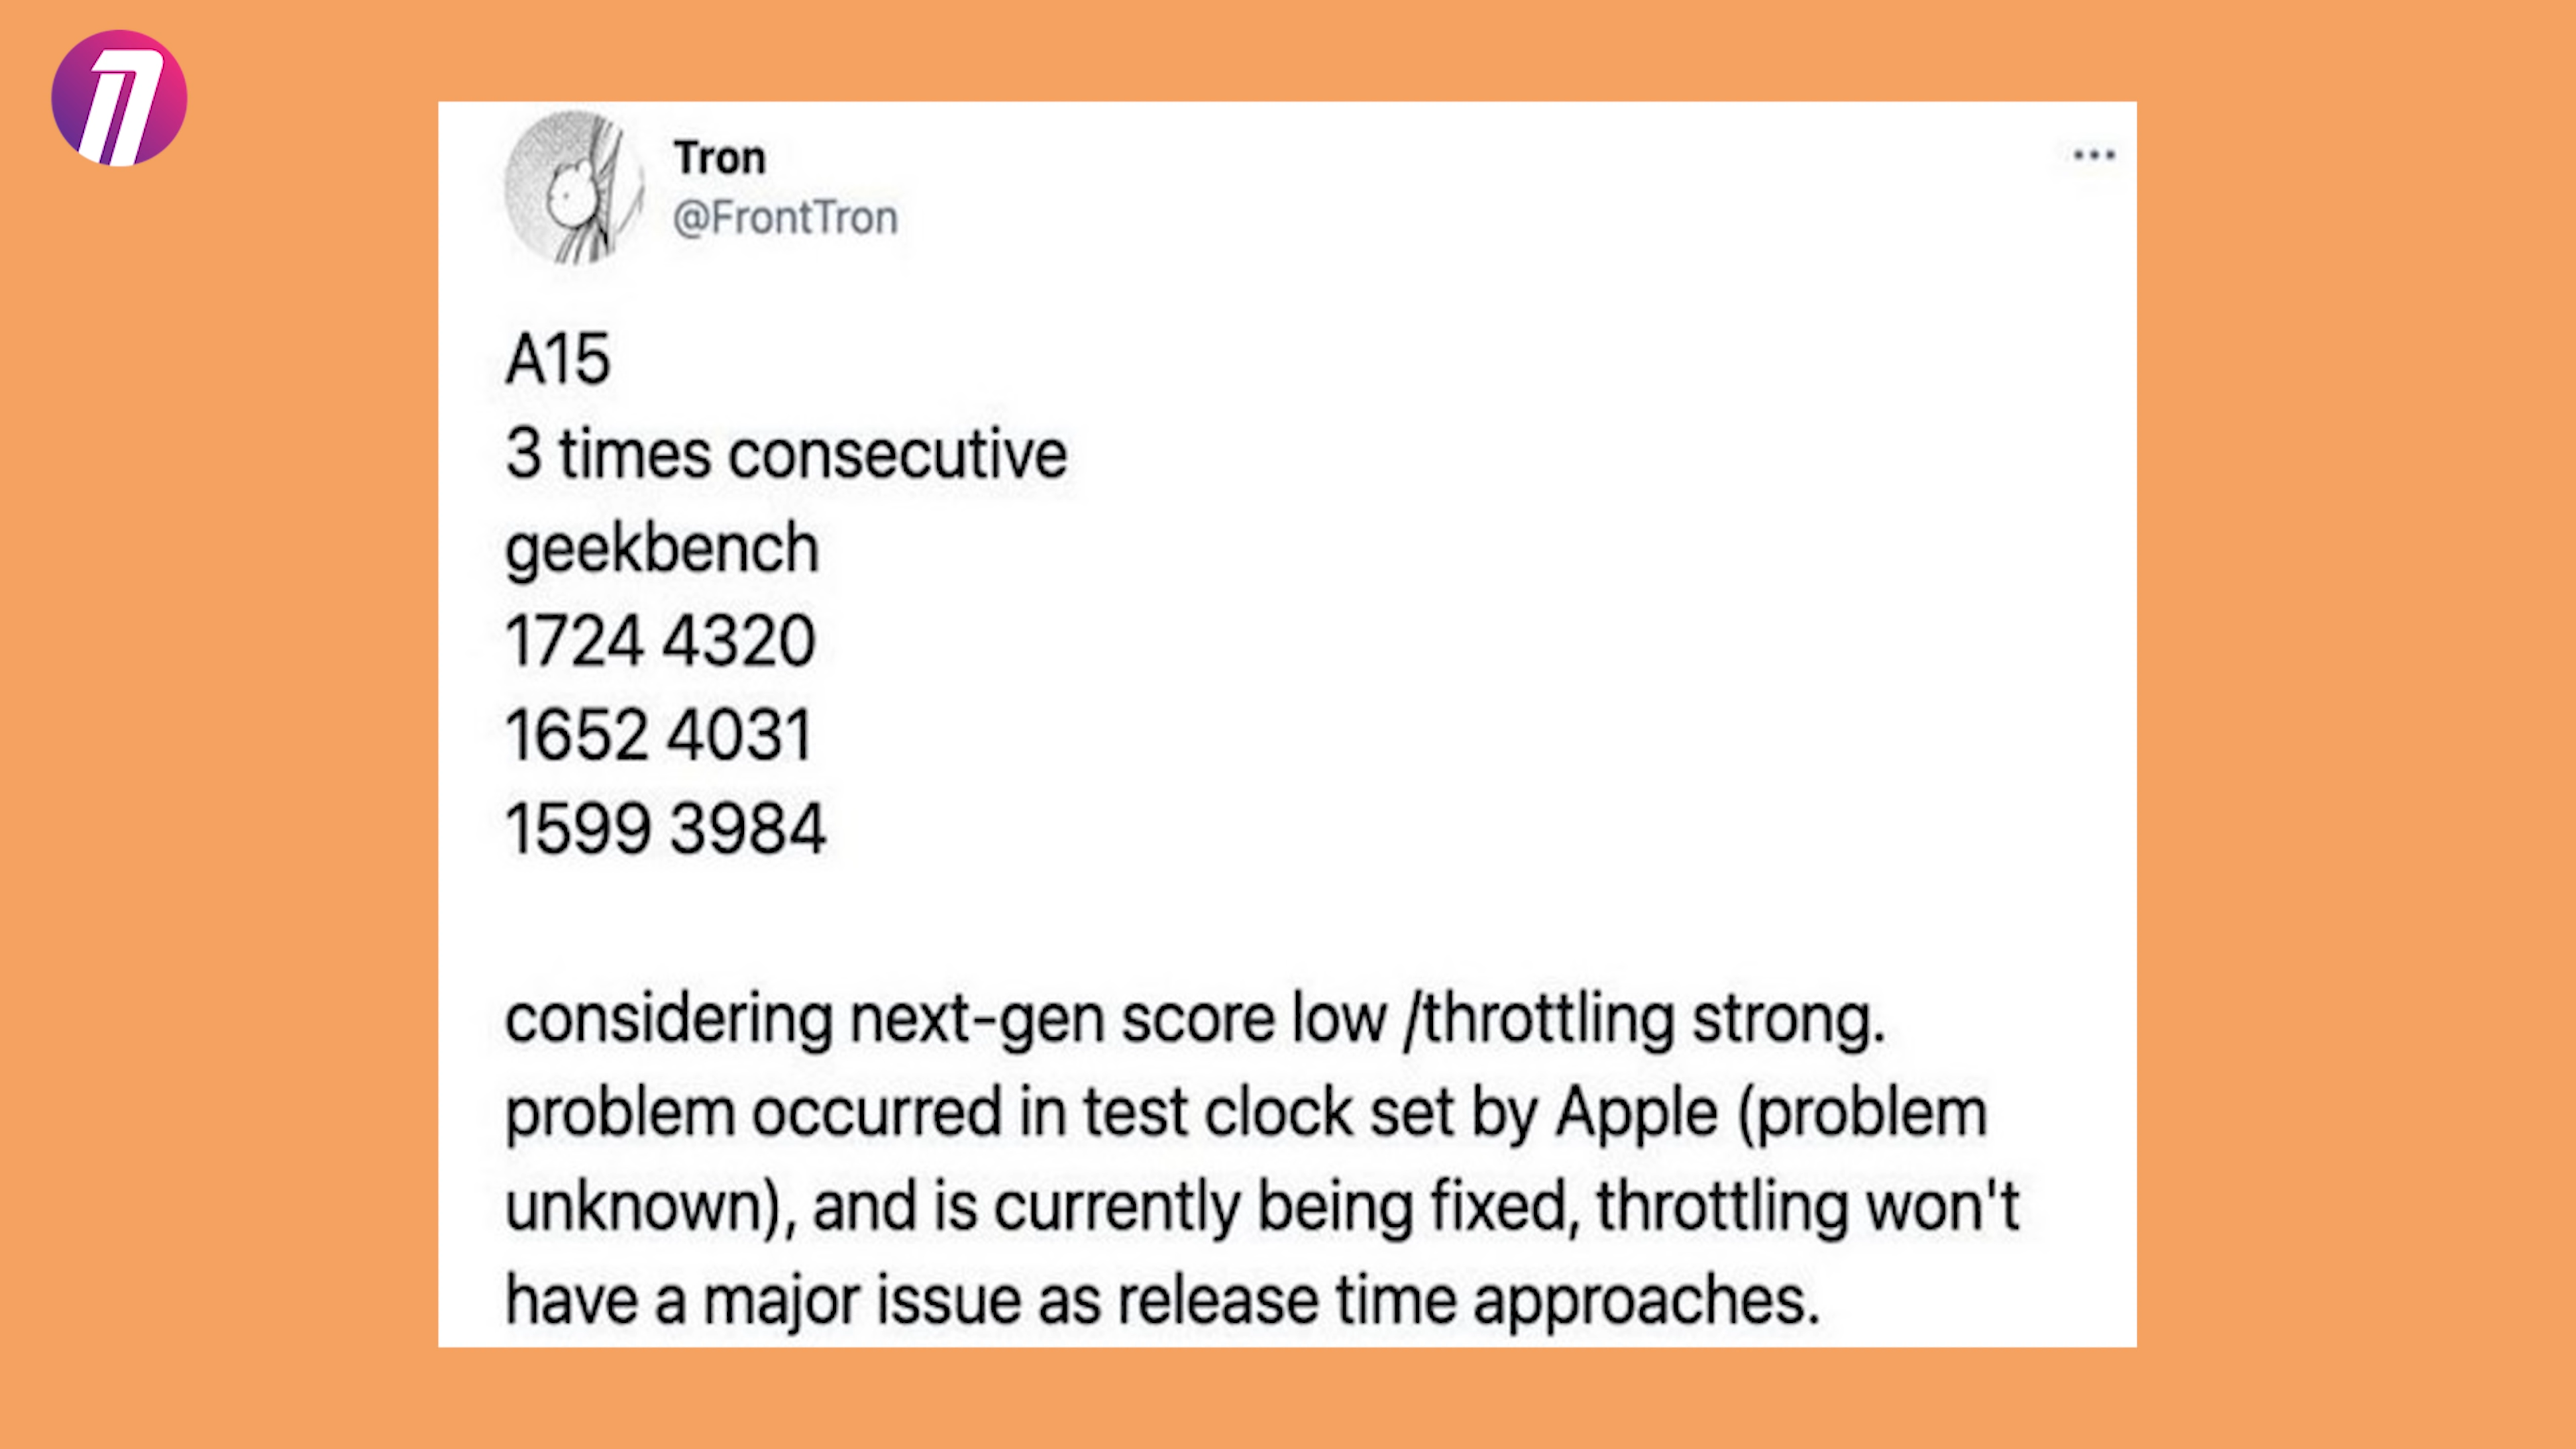 Tron
@FrontTron
A15
3 times consecutive
geekbench
1724 4320
1652 4031
1599 3984
considering next-gen score low /throttling strong.
problem occurred in test clock set by Apple (problem
unknown), and is currently being fixed, throttling won't
have a major issue as release time approaches.